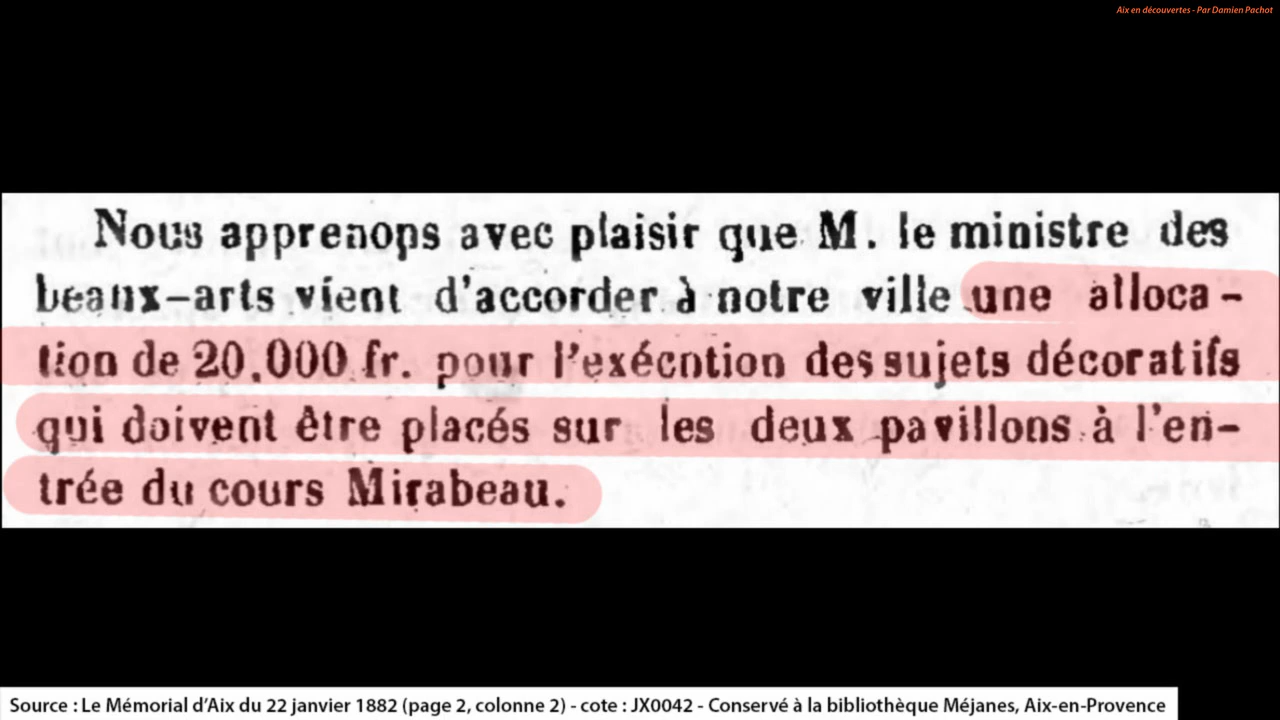 Aix en découvertes - Par Damien Pachot
Nous apprenons avec plaisir que M. le ministre des
beaux-arts vient d'accorder à notre ville une alloca-
tion de 20.000 fr. pour l'exécution des sujets décoratifs
qui doivent être placés sur les deux pavillons à l'en-
trée du cours Mirabeau.
Source : Le Mémorial d'Aix du 22 janvier 1882 (page 2, colonne 2) - cote : JX0042 - Conservé à la bibliothèque Méjanes, Aix-en-Provence